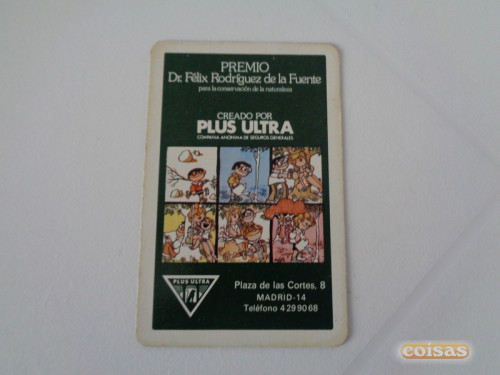 PREMIO
Dr. Félix Rodríguez de la Fuente
para la conservación de la naturaleza
CREADO POR
PLUS ULTRA
COMPAÑIA ANONIMA DE SEGUROS GENERALES
PLUS ULTRA
Plaza de las Cortes, 8
MADRID-14
Teléfono 4299068
coisas